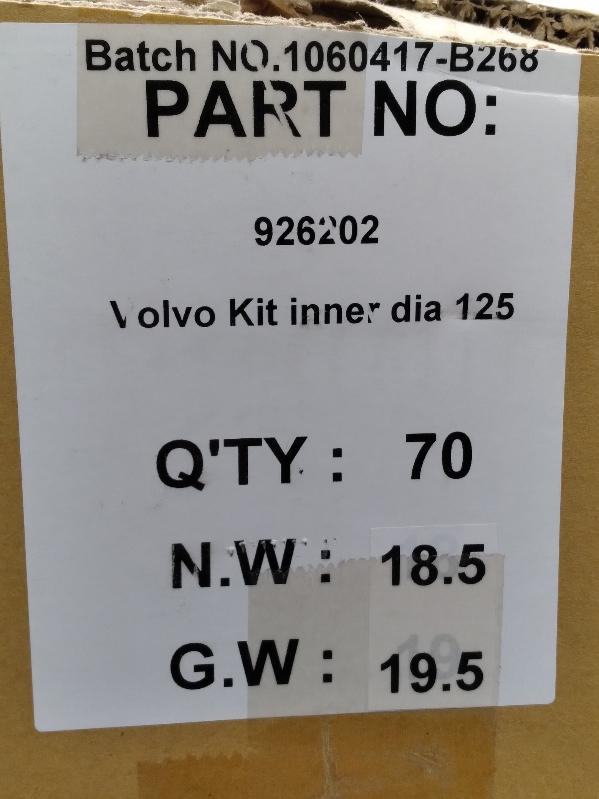 Batch NO.1060417-B268
PART NO:
926202
Volvo Kit inner dia 125
Q'TY : 70
N.W : 18.5
G.W : 19.5